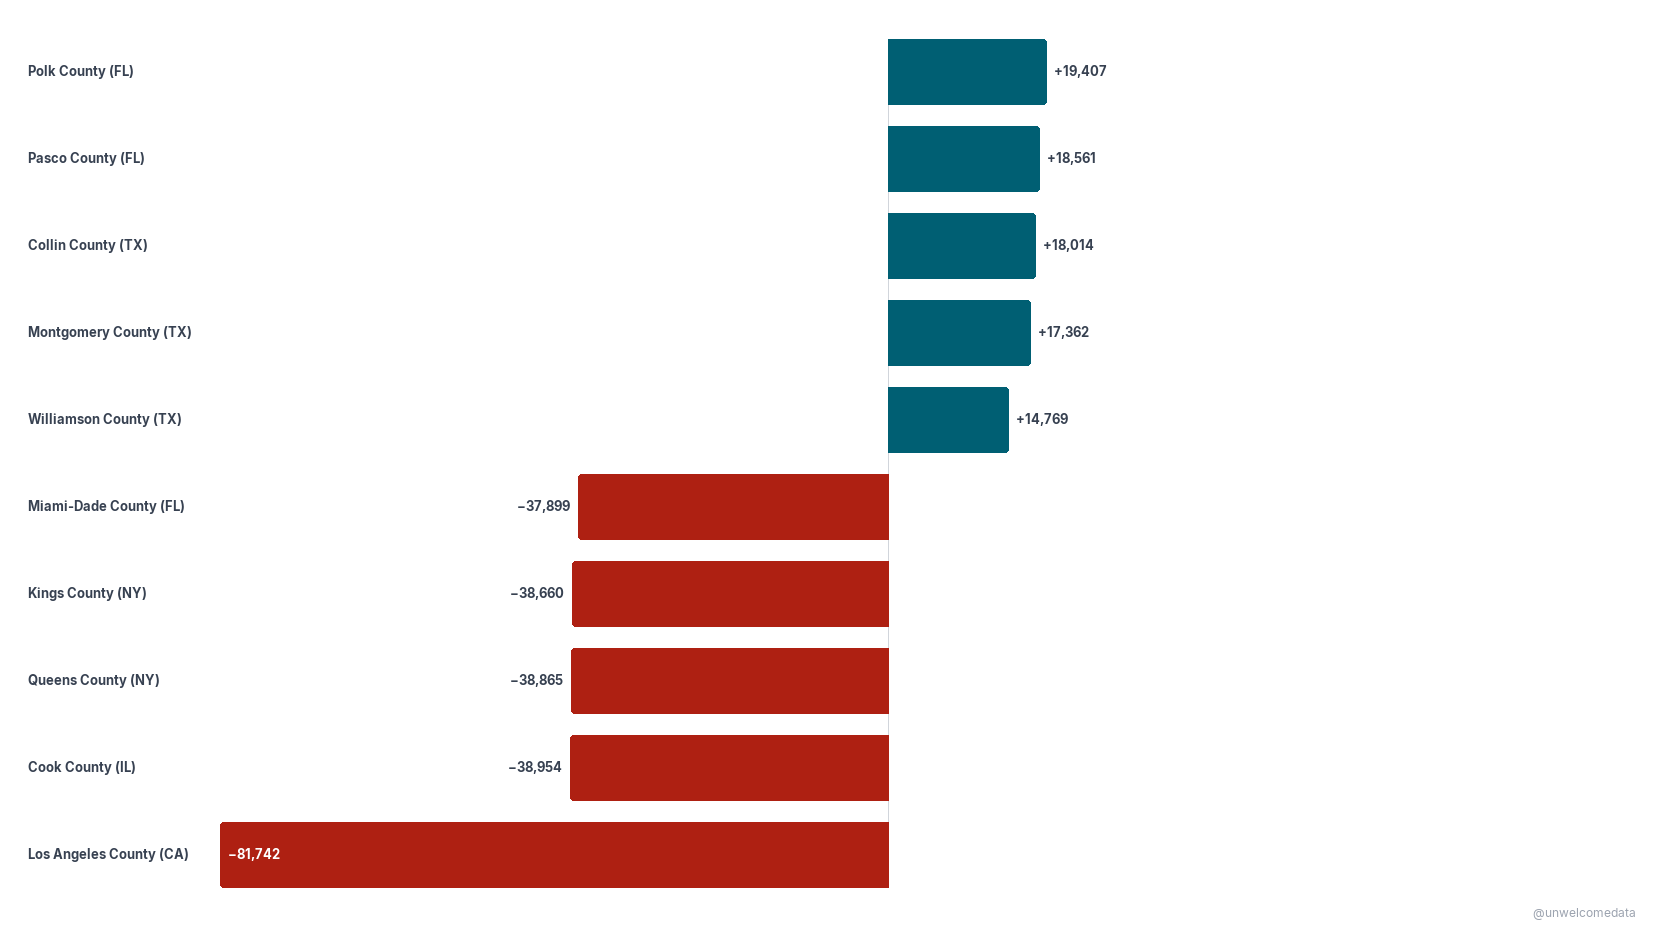 Polk County (FL) +19,407
Pasco County (FL) +18,561
Collin County (TX) +18,014
Montgomery County (TX) +17,362
Williamson County (TX) +14,769
Miami-Dade County (FL) −37,899
Kings County (NY) −38,660
Queens County (NY) −38,865
Cook County (IL) −38,954
Los Angeles County (CA) −81,742
@unwelcomedata